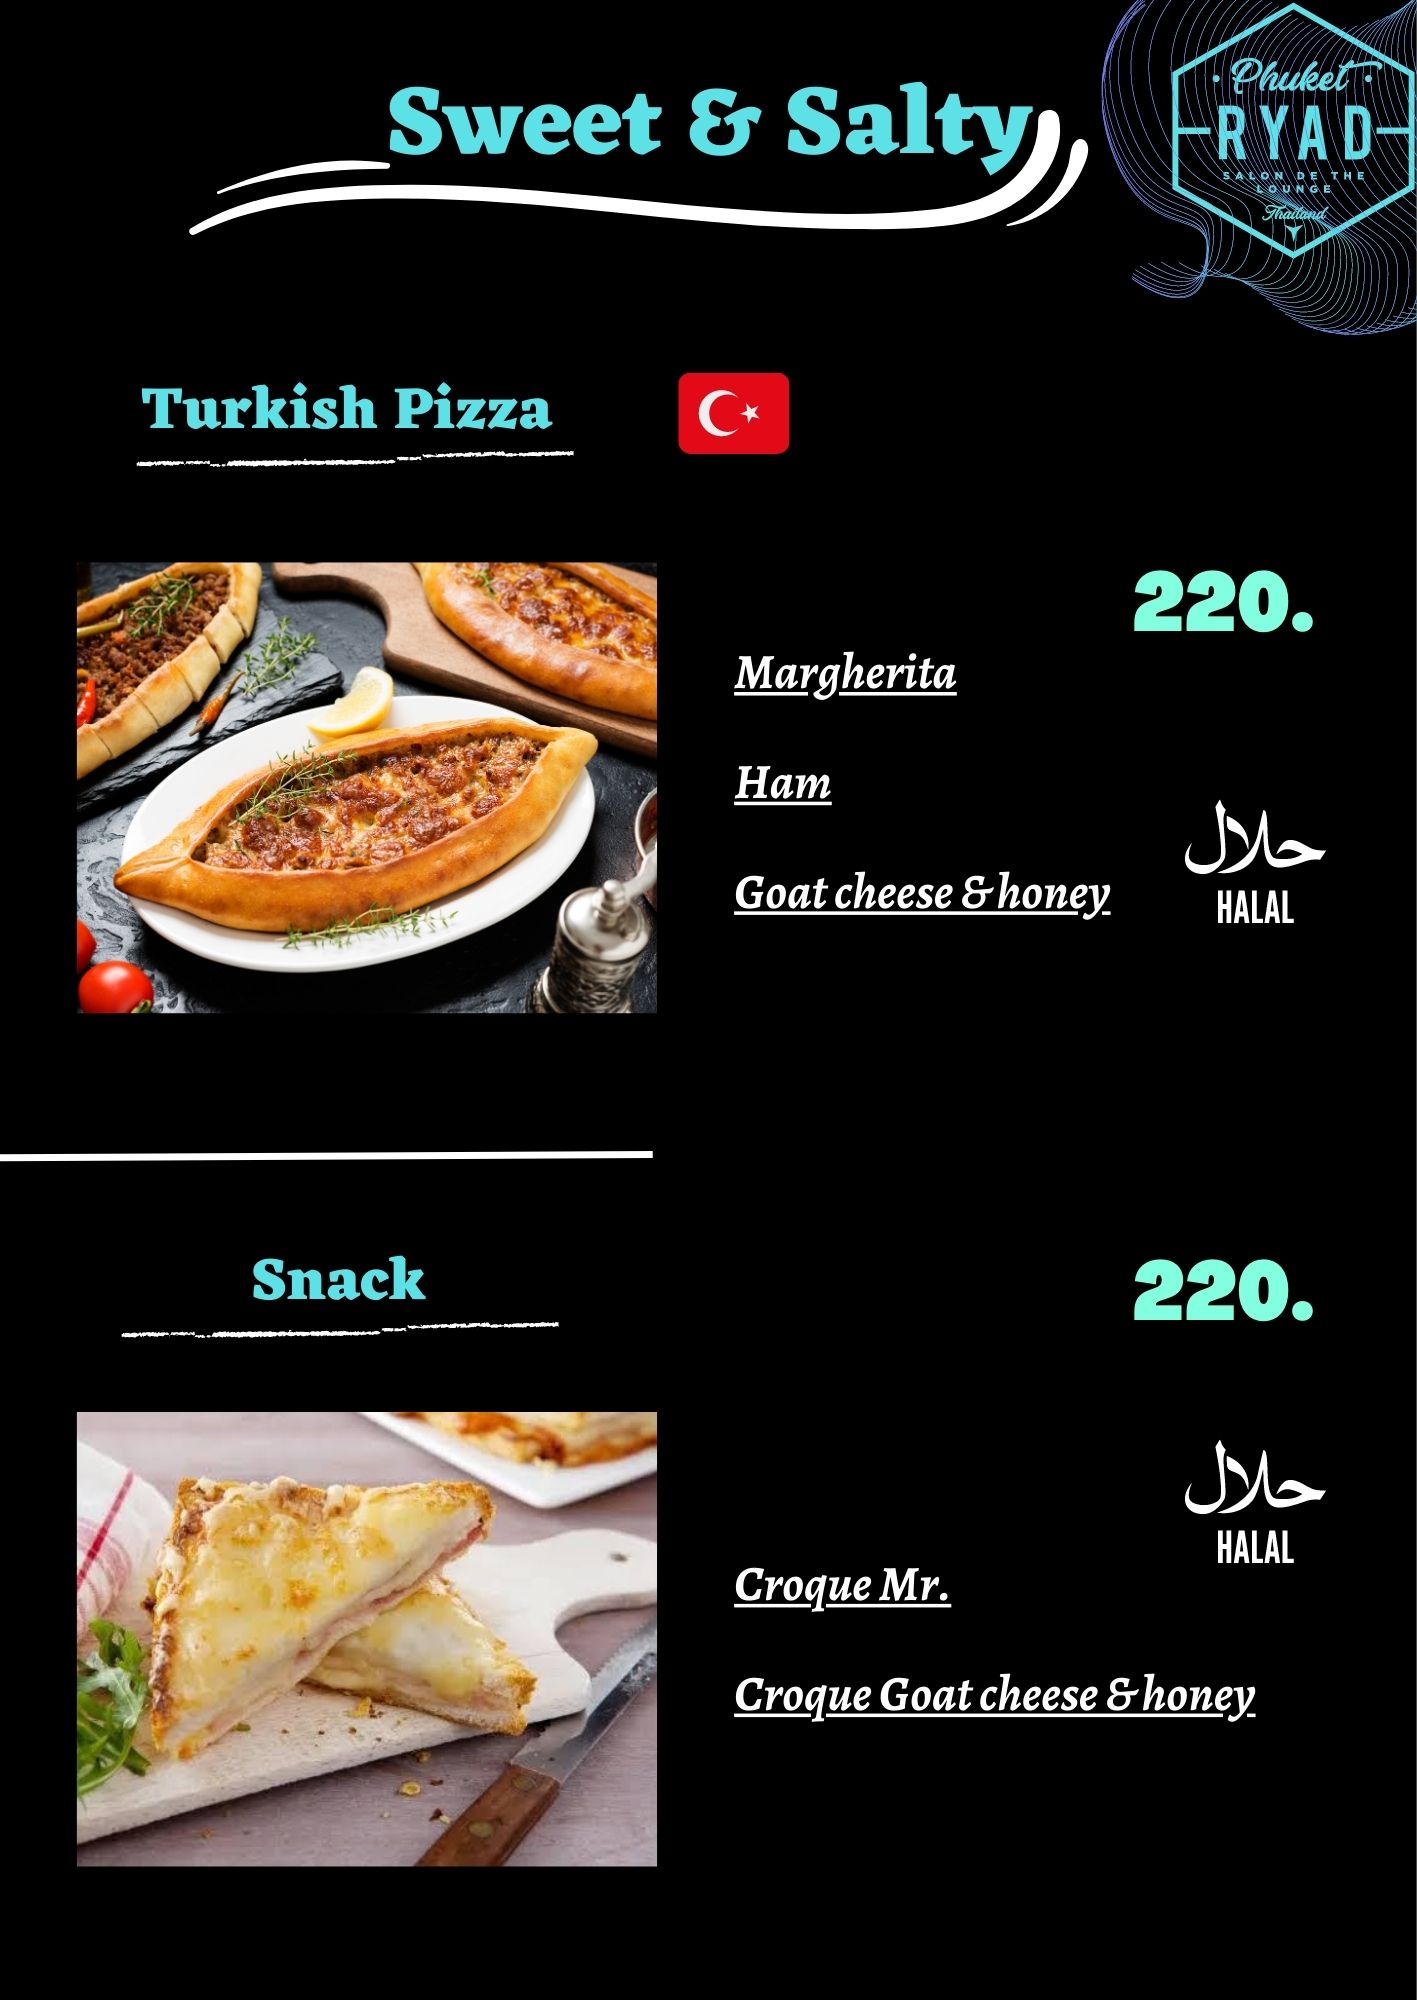 Sweet & Salty
Phuket
RYAD
SALON DE THE
LOUNGE
Thailand
Turkish Pizza
220.
Margherita
Ham
Goat cheese & honey
حلال
HALAL
Snack
220.
حلال
HALAL
Croque Mr.
Croque Goat cheese & honey